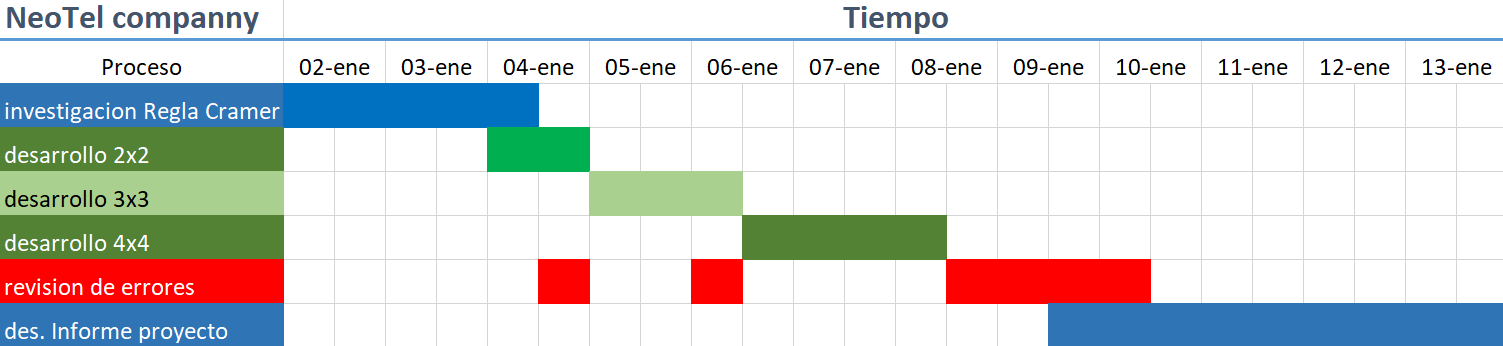 NeoTel companny Tiempo
Proceso 02-ene 03-ene 04-ene 05-ene 06-ene 07-ene 08-ene 09-ene 10-ene 11-ene 12-ene 13-ene
investigacion Regla Cramer
desarrollo 2x2
desarrollo 3x3
desarrollo 4x4
revision de errores
des. Informe proyecto